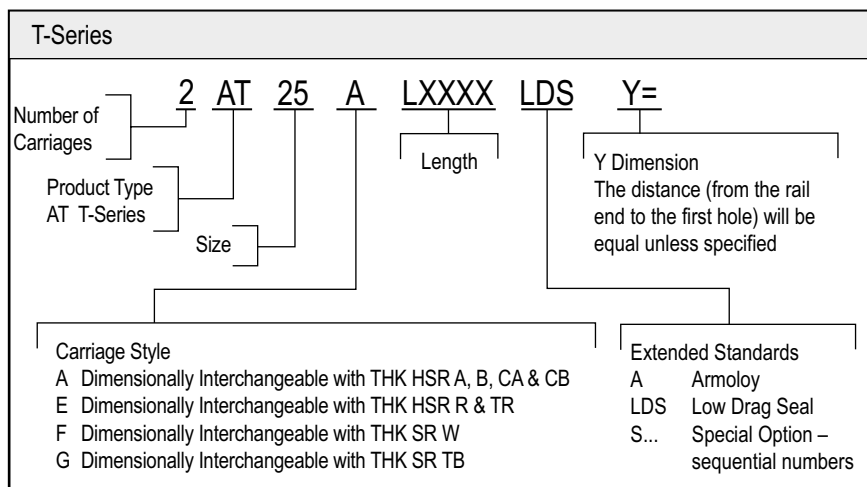 T-Series
2 AT 25 A LXXXX LDS Y=
Number of
Carriages
Product Type
AT T-Series
Size
Length
Y Dimension
The distance (from the rail
end to the first hole) will be
equal unless specified
Carriage Style
A Dimensionally Interchangeable with THK HSR A, B, CA & CB
E Dimensionally Interchangeable with THK HSR R & TR
F Dimensionally Interchangeable with THK SR W
G Dimensionally Interchangeable with THK SR TB
Extended Standards
A Armoloy
LDS Low Drag Seal
S... Special Option –
sequential numbers